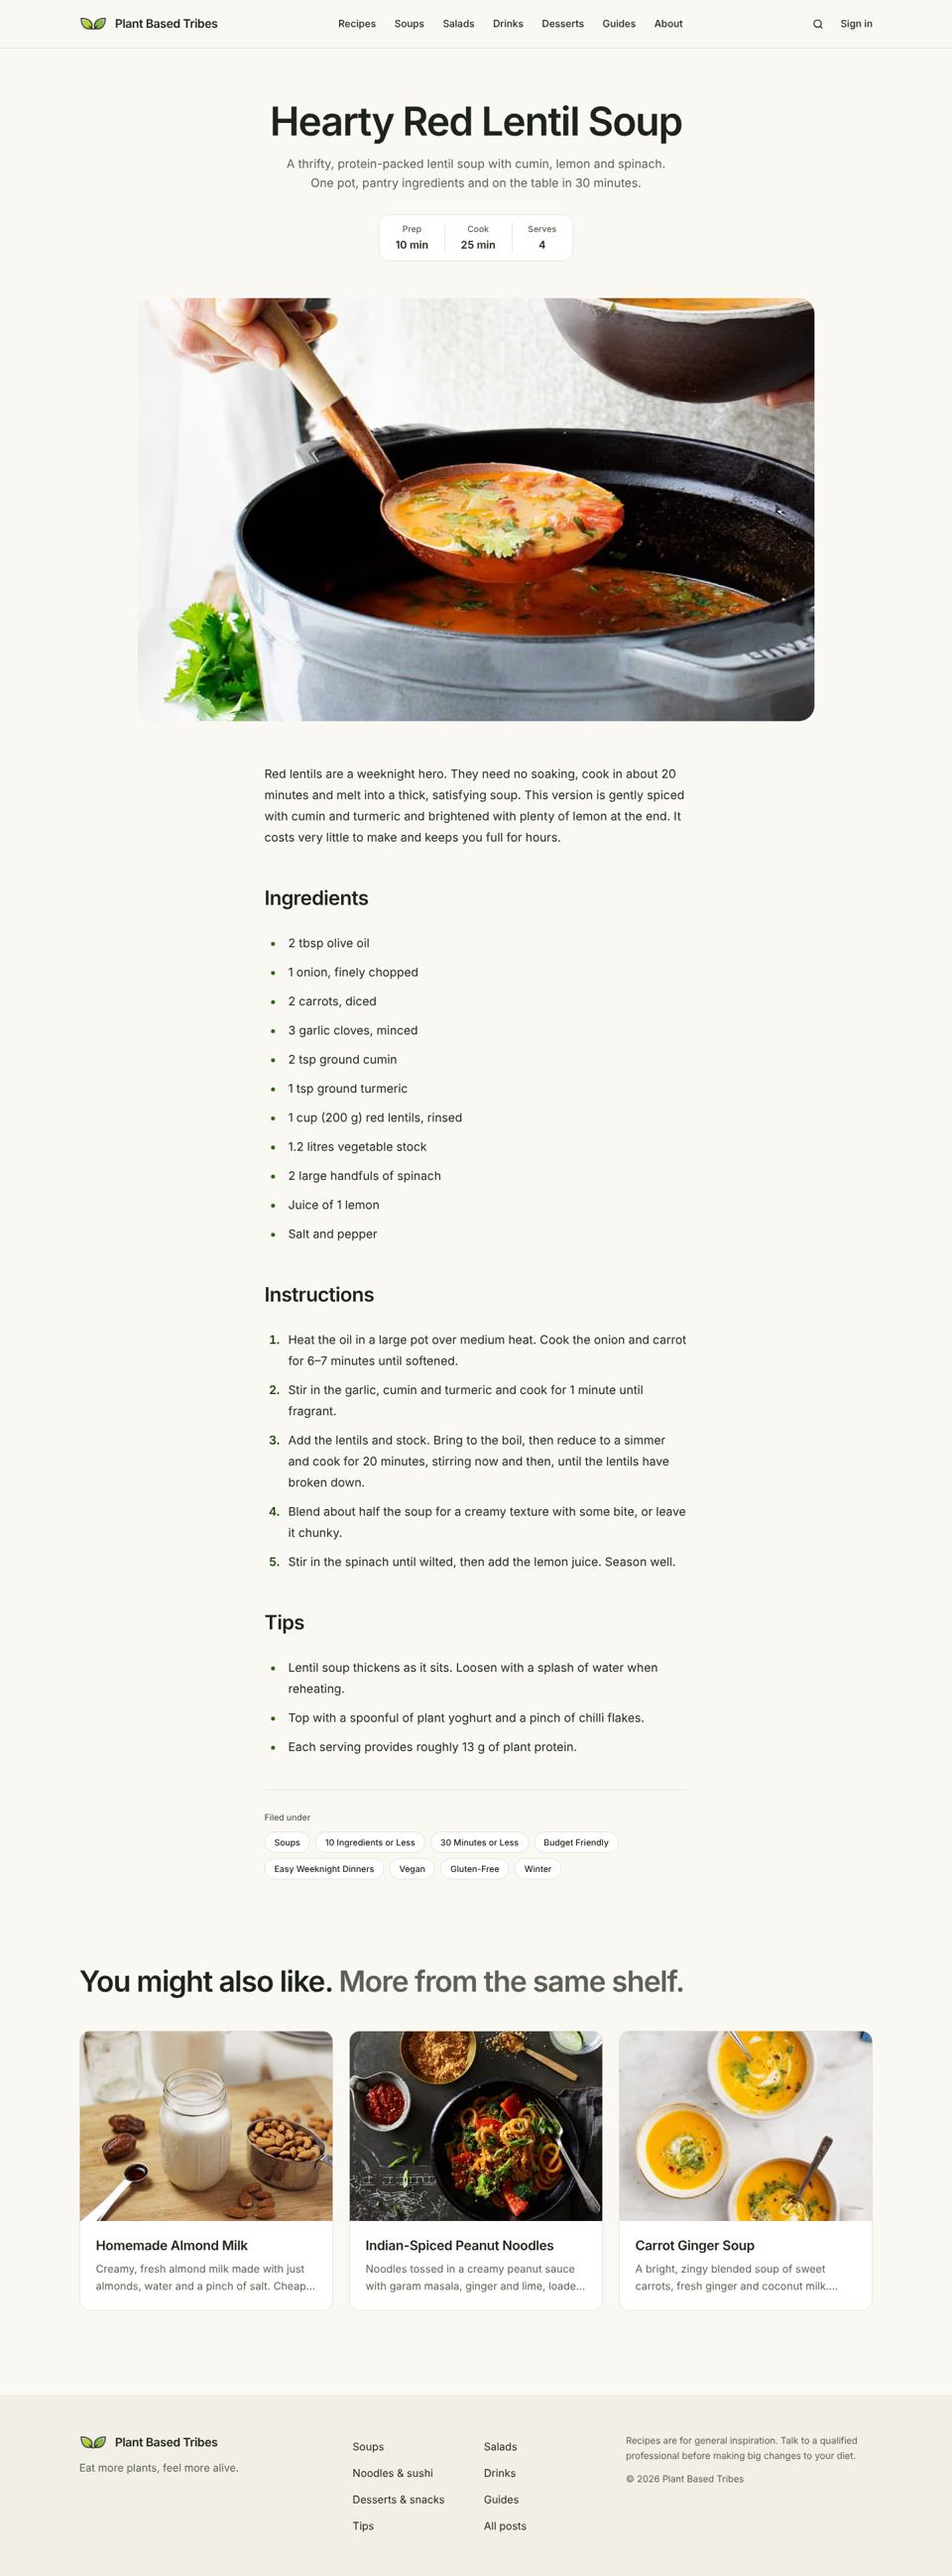 Plant Based Tribes
Recipes Soups Salads Drinks Desserts Guides About
Sign in
Hearty Red Lentil Soup
A thrifty, protein-packed lentil soup with cumin, lemon and spinach.
One pot, pantry ingredients and on the table in 30 minutes.
Prep Cook Serves
10 min 25 min 4
STAUB
Red lentils are a weeknight hero. They need no soaking, cook in about 20
minutes and melt into a thick, satisfying soup. This version is gently spiced
with cumin and turmeric and brightened with plenty of lemon at the end. It
costs very little to make and keeps you full for hours.
Ingredients
• 2 tbsp olive oil
• 1 onion, finely chopped
• 2 carrots, diced
• 3 garlic cloves, minced
• 2 tsp ground cumin
• 1 tsp ground turmeric
• 1 cup (200 g) red lentils, rinsed
• 1.2 litres vegetable stock
• 2 large handfuls of spinach
• Juice of 1 lemon
• Salt and pepper
Instructions
1. Heat the oil in a large pot over medium heat. Cook the onion and carrot
for 6–7 minutes until softened.
2. Stir in the garlic, cumin and turmeric and cook for 1 minute until
fragrant.
3. Add the lentils and stock. Bring to the boil, then reduce to a simmer
and cook for 20 minutes, stirring now and then, until the lentils have
broken down.
4. Blend about half the soup for a creamy texture with some bite, or leave
it chunky.
5. Stir in the spinach until wilted, then add the lemon juice. Season well.
Tips
• Lentil soup thickens as it sits. Loosen with a splash of water when
reheating.
• Top with a spoonful of plant yoghurt and a pinch of chilli flakes.
• Each serving provides roughly 13 g of plant protein.
Filed under
Soups 10 Ingredients or Less 30 Minutes or Less Budget Friendly
Easy Weeknight Dinners Vegan Gluten-Free Winter
You might also like. More from the same shelf.
Homemade Almond Milk
Creamy, fresh almond milk made with just
almonds, water and a pinch of salt. Cheap...
Indian-Spiced Peanut Noodles
Noodles tossed in a creamy peanut sauce
with garam masala, ginger and lime, loade...
Carrot Ginger Soup
A bright, zingy blended soup of sweet
carrots, fresh ginger and coconut milk....
Plant Based Tribes
Eat more plants, feel more alive.
Soups
Noodles & sushi
Desserts & snacks
Tips
Salads
Drinks
Guides
All posts
Recipes are for general inspiration. Talk to a qualified
professional before making big changes to your diet.
© 2026 Plant Based Tribes